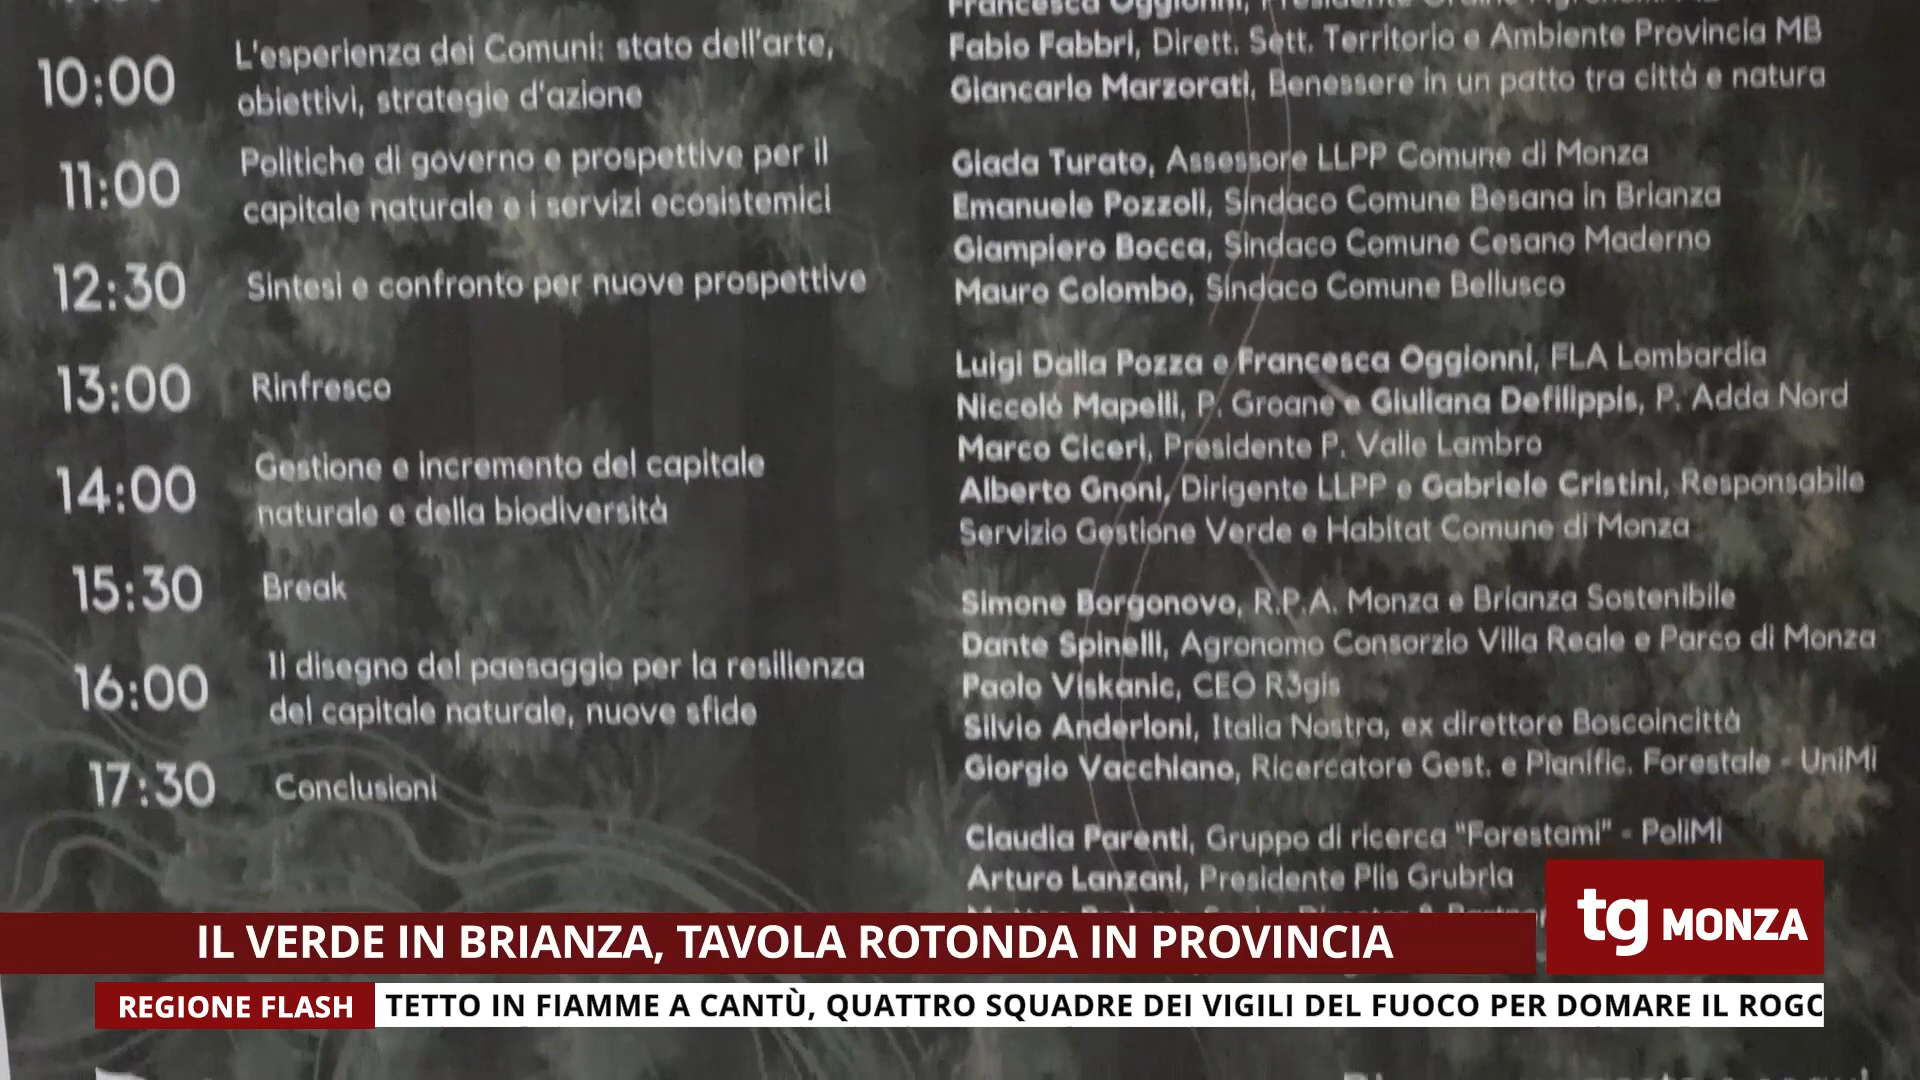 10:00
L'esperienza dei Comuni: stato dell'arte,
obiettivi, strategie d'azione
11:00
Politiche di governo e prospettive per il
capitale naturale e i servizi ecosistemici
12:30
Sintesi e confronto per nuove prospettive
13:00
Rinfresco
14:00
Gestione e incremento del capitale
naturale e della biodiversità
15:30
Break
16:00
Il disegno del paesaggio per la resilienza
del capitale naturale, nuove sfide
17:30
Conclusioni
Francesca Oggionni, Presidente Ordine
Fabio Fabbri, Dirett. Sett. Territorio e Ambiente Provincia MB
Giancarlo Marzorati, Benessere in un patto tra città e natura
Giada Turato, Assessore LLPP Comune di Monza
Emanuele Pozzoli, Sindaco Comune Besana in Brianza
Giampiero Bocca, Sindaco Comune Cesano Maderno
Mauro Colombo, Sindaco Comune Bellusco
Luigi Dalla Pozza e Francesca Oggionni, FLA Lombardia
Niccoló Mapelli, P. Groane e Giuliana Defilippis, P. Adda Nord
Marco Ciceri, Presidente P. Valle Lambro
Alberto Gnoni, Dirigente LLPP e Gabriele Cristini, Responsabile
Servizio Gestione Verde e Habitat Comune di Monza
Simone Borgonovo, R.P.A. Monza e Brianza Sostenibile
Dante Spinelli, Agronomo Consorzio Villa Reale e Parco di Monza
Paolo Viskanic, CEO R3gis
Silvio Anderloni, Italia Nostra, ex direttore Boscoincittà
Giorgio Vacchiano, Ricercatore Gest. e Pianific. Forestale - UniMi
Claudia Parenti, Gruppo di ricerca "Forestami" - PoliMi
Arturo Lanzani, Presidente Plis Grubria
IL VERDE IN BRIANZA, TAVOLA ROTONDA IN PROVINCIA
tg MONZA
REGIONE FLASH
TETTO IN FIAMME A CANTÙ, QUATTRO SQUADRE DEI VIGILI DEL FUOCO PER DOMARE IL ROGO